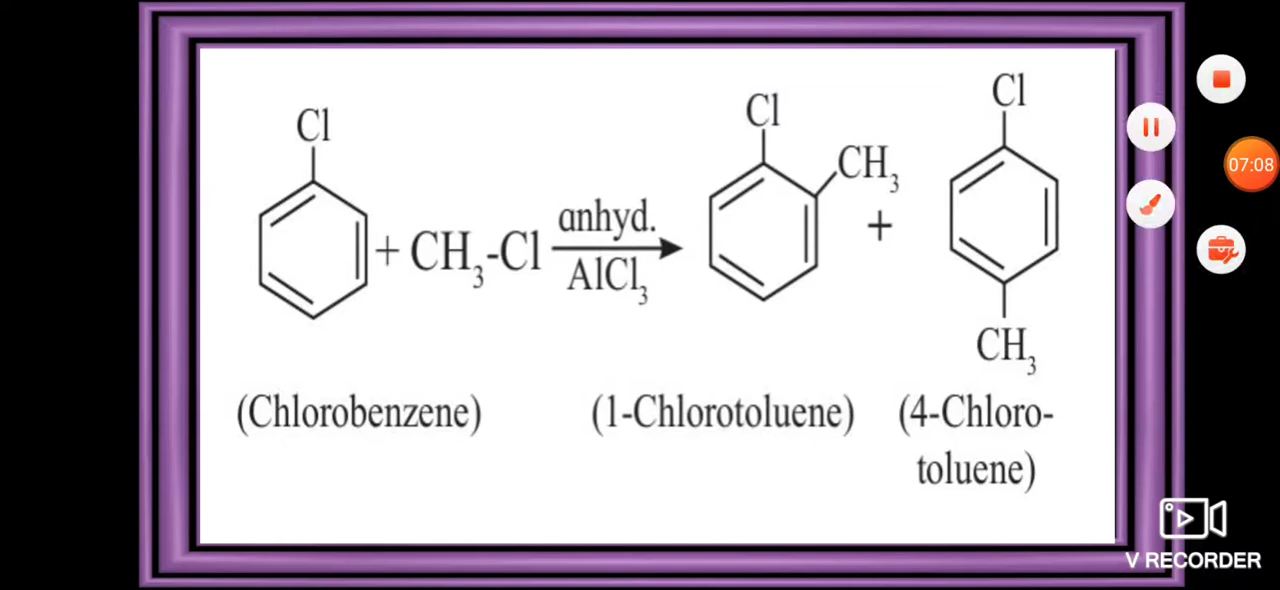 Cl
+ CH₃-Cl
anhyd.
AlCl₃
Cl
CH₃
+
Cl
CH₃
(Chlorobenzene)
(1-Chlorotoluene)
(4-Chloro-
toluene)
07:08
V RECORDER